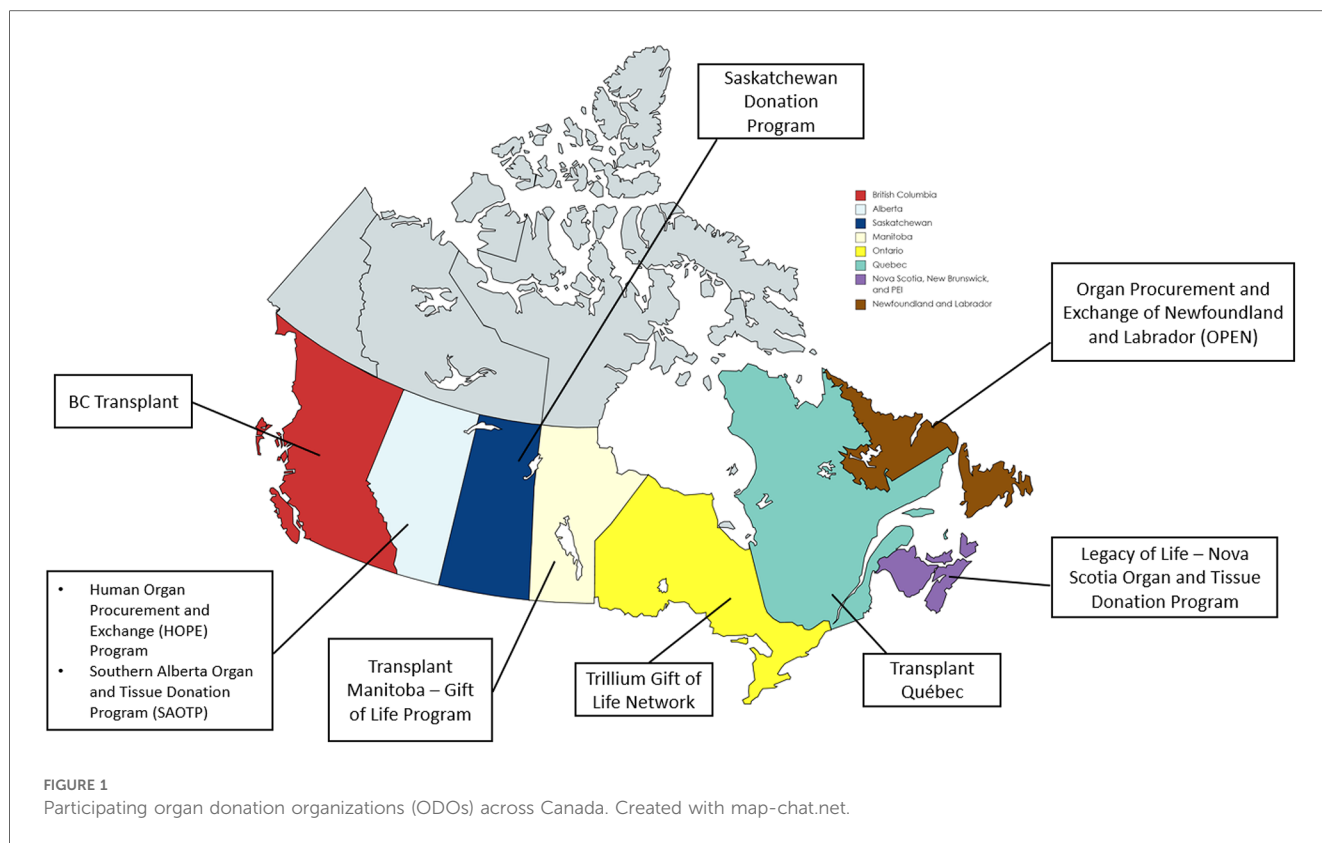 Saskatchewan
Donation
Program
British Columbia
Alberta
Saskatchewan
Manitoba
Ontario
Quebec
Nova Scotia, New Brunswick,
and PEI
Newfoundland and Labrador
Organ Procurement and
Exchange of Newfoundland
and Labrador (OPEN)
BC Transplant
Legacy of Life – Nova
Scotia Organ and Tissue
Donation Program
• Human Organ
Procurement and
Exchange (HOPE)
Program
• Southern Alberta Organ
and Tissue Donation
Program (SAOTP)
Transplant
Manitoba – Gift
of Life Program
Trillium Gift of
Life Network
Transplant
Québec
FIGURE 1
Participating organ donation organizations (ODOs) across Canada. Created with map-chat.net.